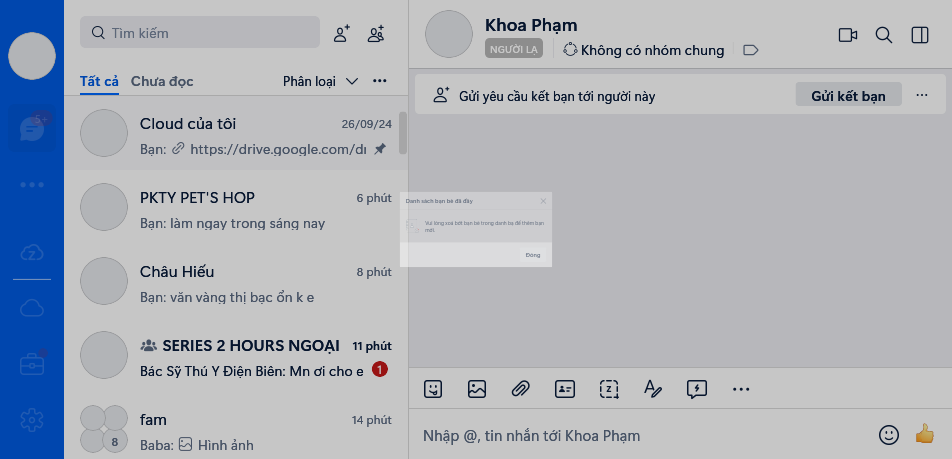 Tìm kiếm
Tất cả Chưa đọc Phân loại
5+
Cloud của tôi 26/09/24
Bạn: https://drive.google.com/dr
PKTY PET'S HOP 6 phút
Bạn: làm ngay trong sáng nay
Châu Hiếu 8 phút
Bạn: văn vàng thị bạc ổn k e
SERIES 2 HOURS NGOẠI 11 phút
Bác Sỹ Thú Y Điện Biên: Mn ơi cho e 1
fam 14 phút
8
Baba: Hình ảnh
Khoa Phạm
NGƯỜI LẠ Không có nhóm chung
Gửi yêu cầu kết bạn tới người này Gửi kết bạn
Danh sách bạn bè đã đầy
Vui lòng xoá bớt bạn bè trong danh bạ để thêm bạn
mới.
Đóng
Nhập @, tin nhắn tới Khoa Phạm